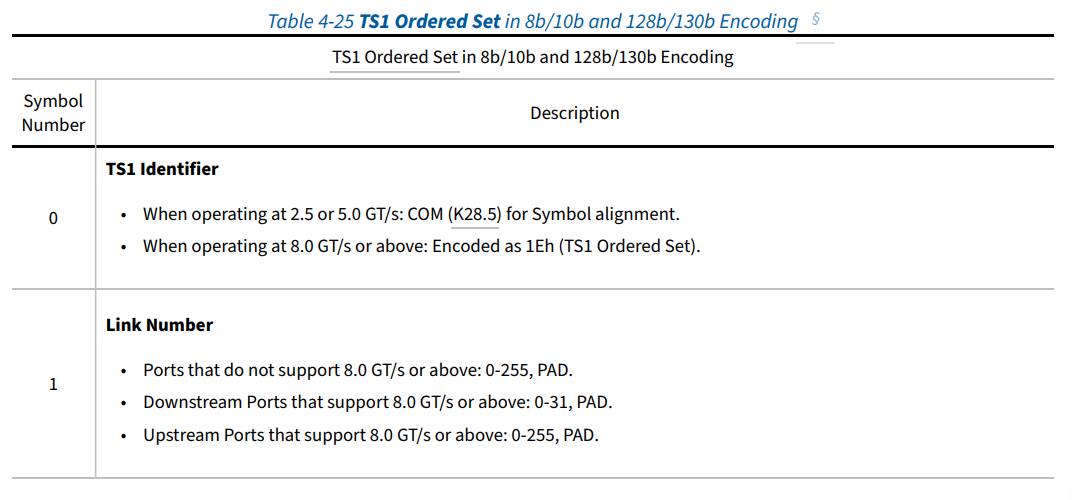 Table 4-25 TS1 Ordered Set in 8b/10b and 128b/130b Encoding §
TS1 Ordered Set in 8b/10b and 128b/130b Encoding
Symbol
Number
Description
0
TS1 Identifier
• When operating at 2.5 or 5.0 GT/s: COM (K28.5) for Symbol alignment.
• When operating at 8.0 GT/s or above: Encoded as 1Eh (TS1 Ordered Set).
1
Link Number
• Ports that do not support 8.0 GT/s or above: 0-255, PAD.
• Downstream Ports that support 8.0 GT/s or above: 0-31, PAD.
• Upstream Ports that support 8.0 GT/s or above: 0-255, PAD.